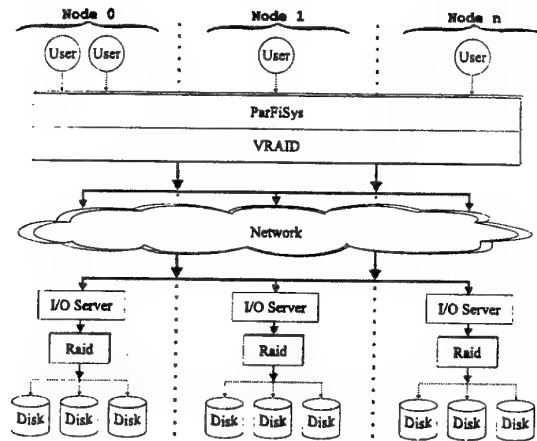 Node 0 Node 1 Node n
User User User User
ParFiSys
VRAID
Network
I/O Server I/O Server I/O Server
Raid Raid Raid
Disk Disk Disk Disk Disk Disk Disk Disk Disk